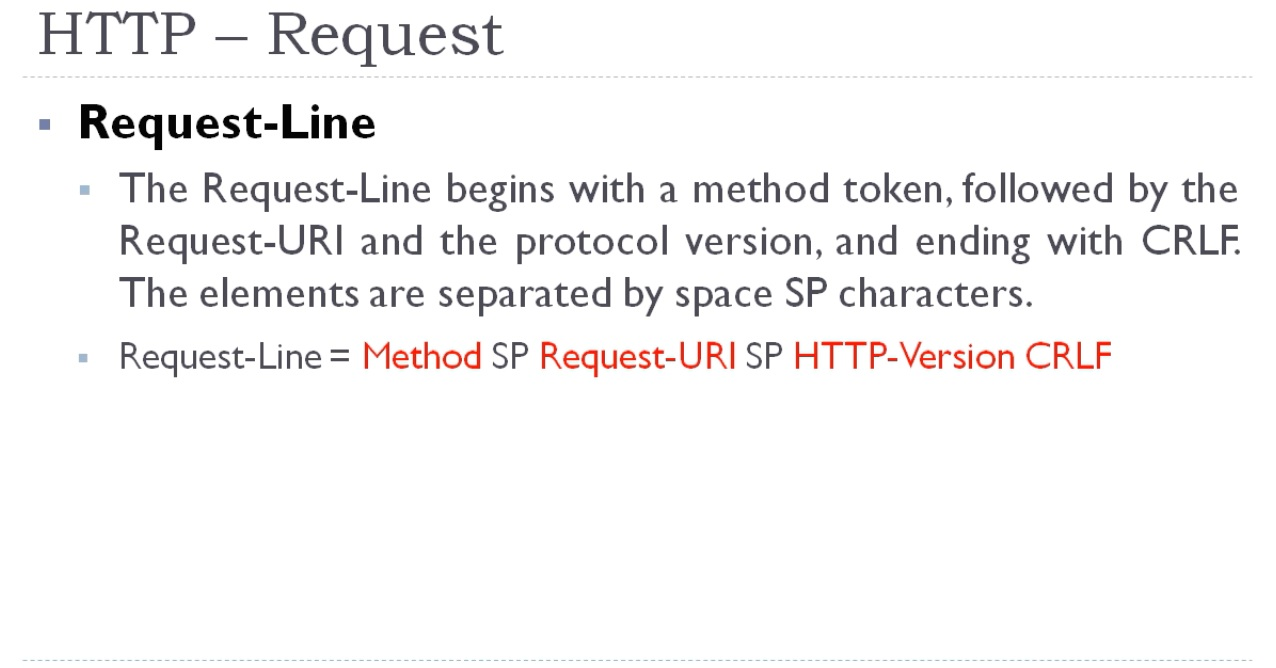 HTTP – Request
▪ Request-Line
▪ The Request-Line begins with a method token, followed by the
Request-URI and the protocol version, and ending with CRLF.
The elements are separated by space SP characters.
▪ Request-Line = Method SP Request-URI SP HTTP-Version CRLF